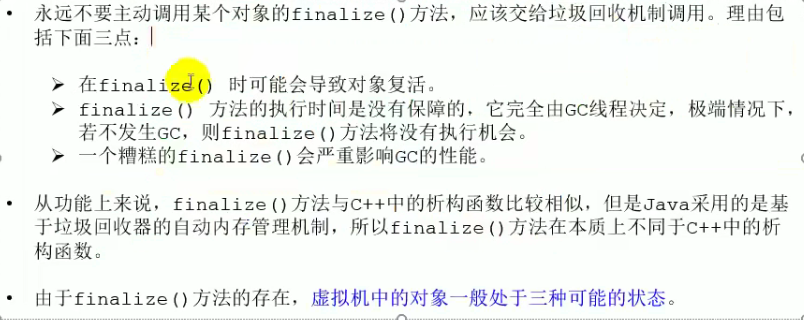 • 永远不要主动调用某个对象的finalize()方法，应该交给垃圾回收机制调用。理由包
括下面三点：
➢ 在finalize() 时可能会导致对象复活。
➢ finalize() 方法的执行时间是没有保障的，它完全由GC线程决定，极端情况下，
若不发生GC，则finalize()方法将没有执行机会。
➢ 一个糟糕的finalize()会严重影响GC的性能。
• 从功能上来说，finalize()方法与C++中的析构函数比较相似，但是Java采用的是基
于垃圾回收器的自动内存管理机制，所以finalize()方法在本质上不同于C++中的析
构函数。
• 由于finalize()方法的存在，虚拟机中的对象一般处于三种可能的状态。